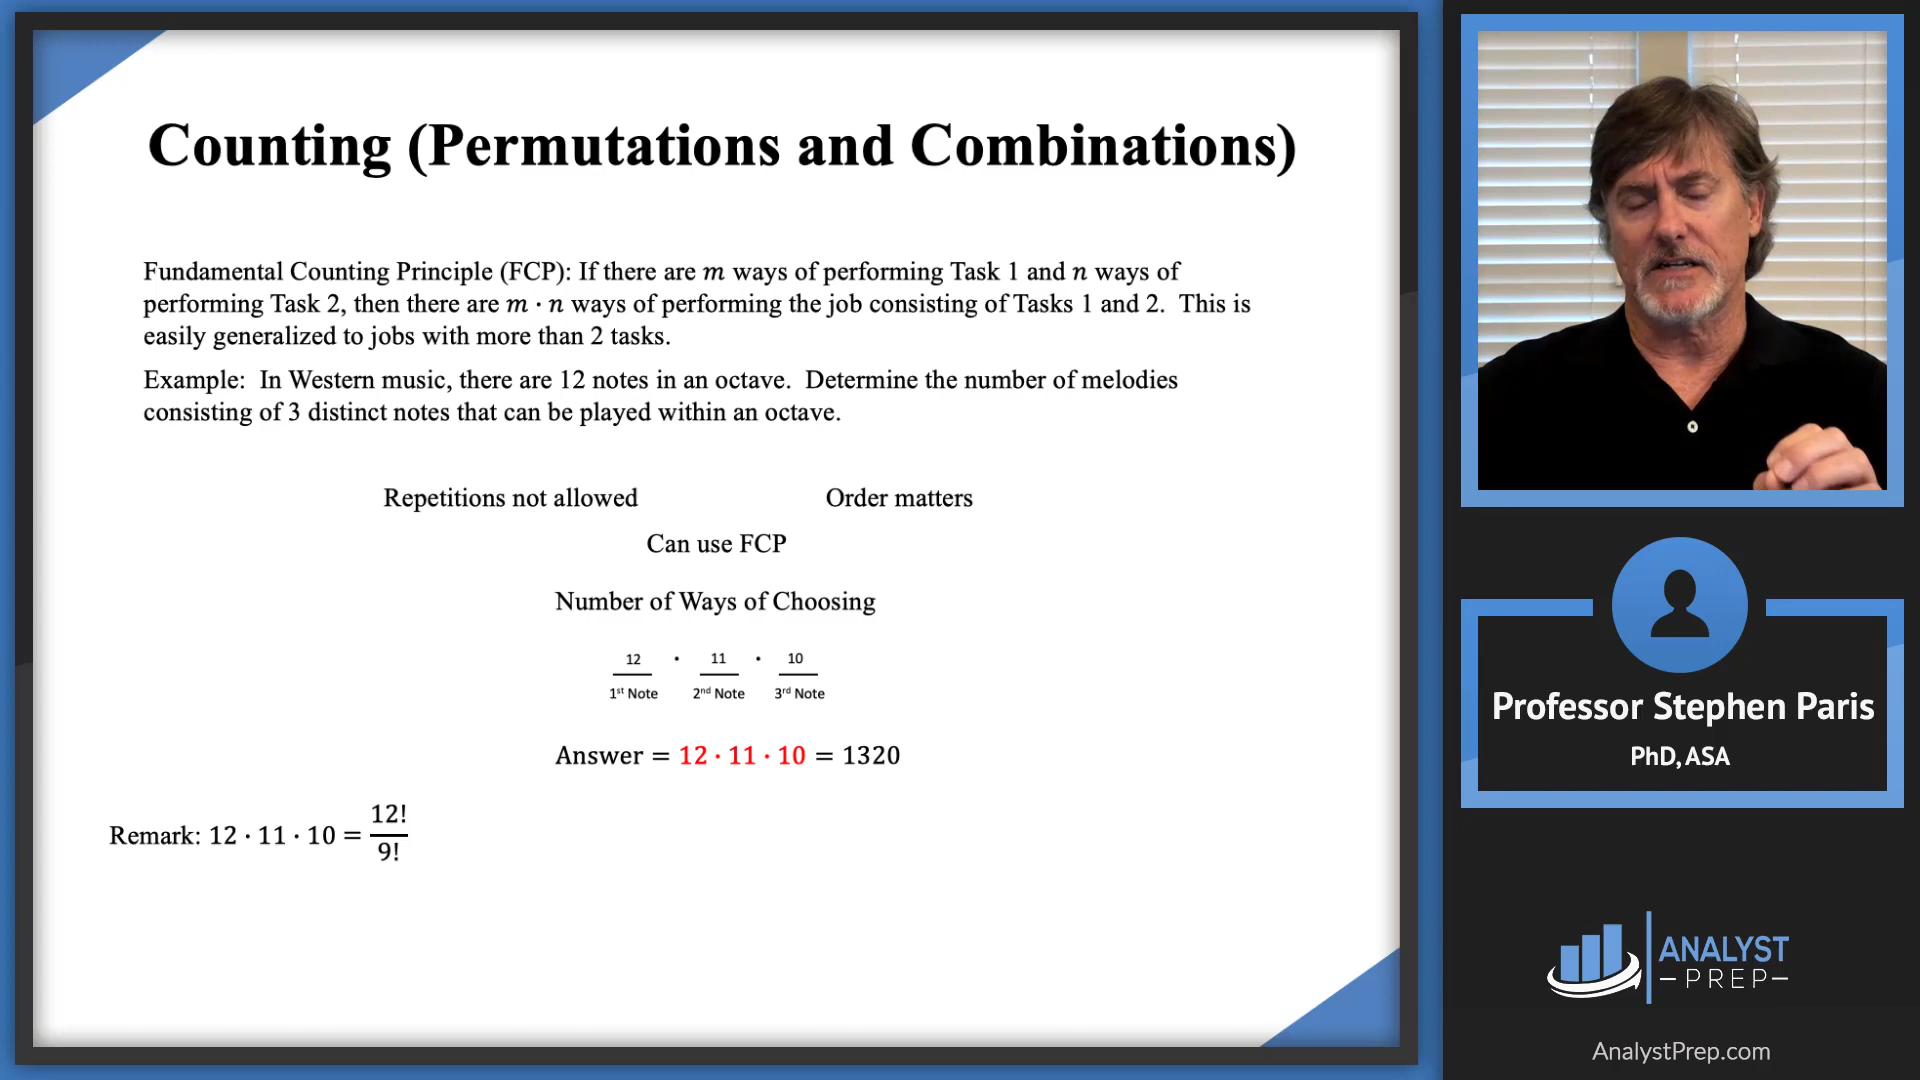 Counting (Permutations and Combinations)
Fundamental Counting Principle (FCP): If there are m ways of performing Task 1 and n ways of
performing Task 2, then there are m · n ways of performing the job consisting of Tasks 1 and 2. This is
easily generalized to jobs with more than 2 tasks.
Example: In Western music, there are 12 notes in an octave. Determine the number of melodies
consisting of 3 distinct notes that can be played within an octave.
Repetitions not allowed Order matters
Can use FCP
Number of Ways of Choosing
12 · 11 · 10
1st Note 2nd Note 3rd Note
Answer = 12 · 11 · 10 = 1320
Remark: 12 · 11 · 10 = 12!/9!
Professor Stephen Paris
PhD, ASA
ANALYST
PREP
AnalystPrep.com